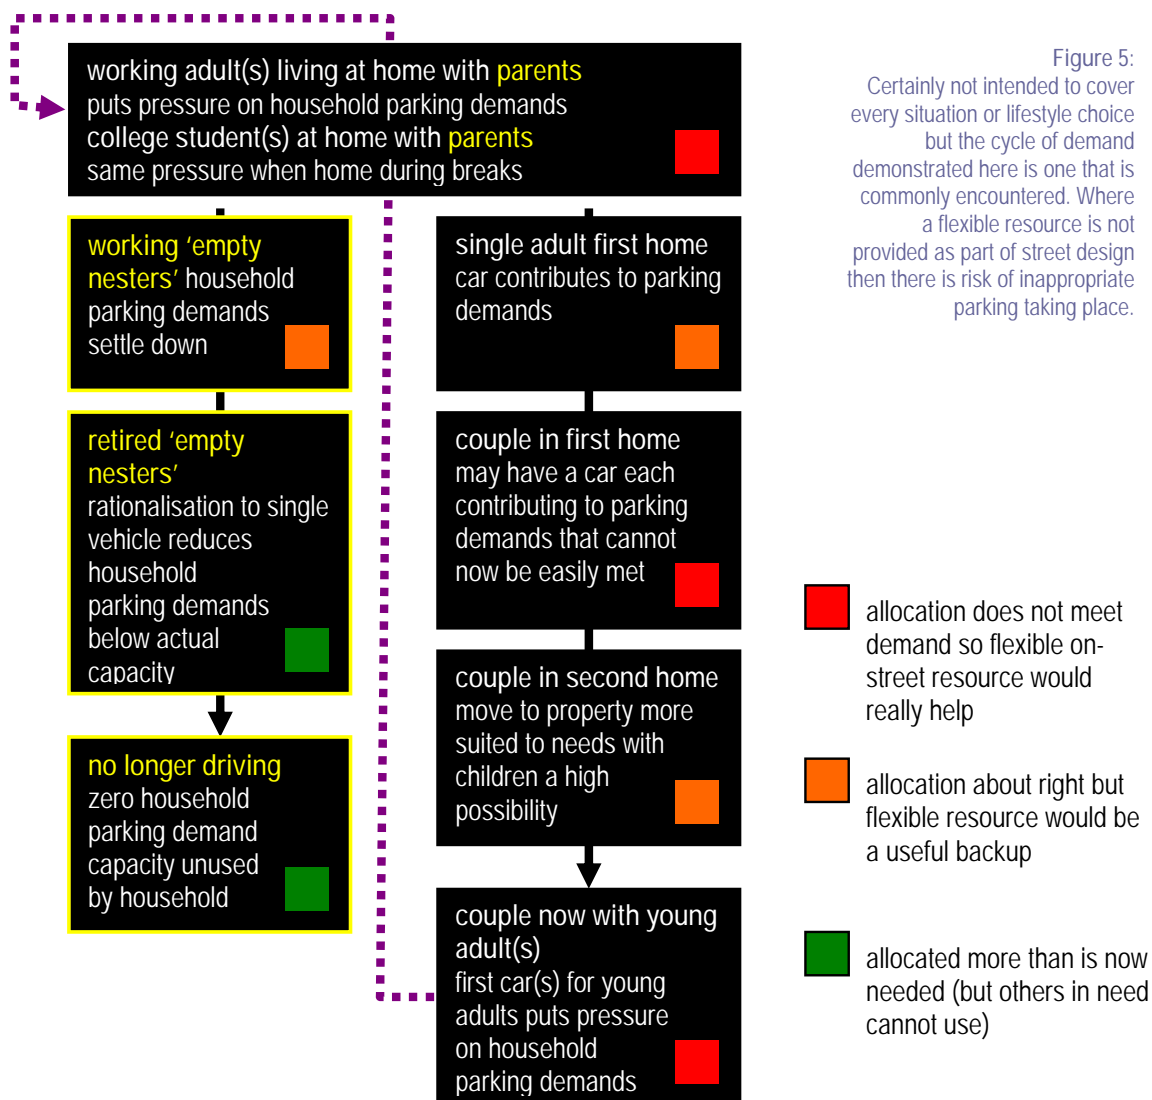 working adult(s) living at home with parents
puts pressure on household parking demands
college student(s) at home with parents
same pressure when home during breaks
Figure 5:
Certainly not intended to cover
every situation or lifestyle choice
but the cycle of demand
demonstrated here is one that is
commonly encountered. Where
a flexible resource is not
provided as part of street design
then there is risk of inappropriate
parking taking place.
working ‘empty
nesters’ household
parking demands
settle down
single adult first home
car contributes to parking
demands
retired ‘empty
nesters’
rationalisation to single
vehicle reduces
household
parking demands
below actual
capacity
couple in first home
may have a car each
contributing to parking
demands that cannot
now be easily met
no longer driving
zero household
parking demand
capacity unused
by household
couple in second home
move to property more
suited to needs with
children a high
possibility
couple now with young
adult(s)
first car(s) for young
adults puts pressure
on household
parking demands
allocation does not meet
demand so flexible on-
street resource would
really help
allocation about right but
flexible resource would be
a useful backup
allocated more than is now
needed (but others in need
cannot use)